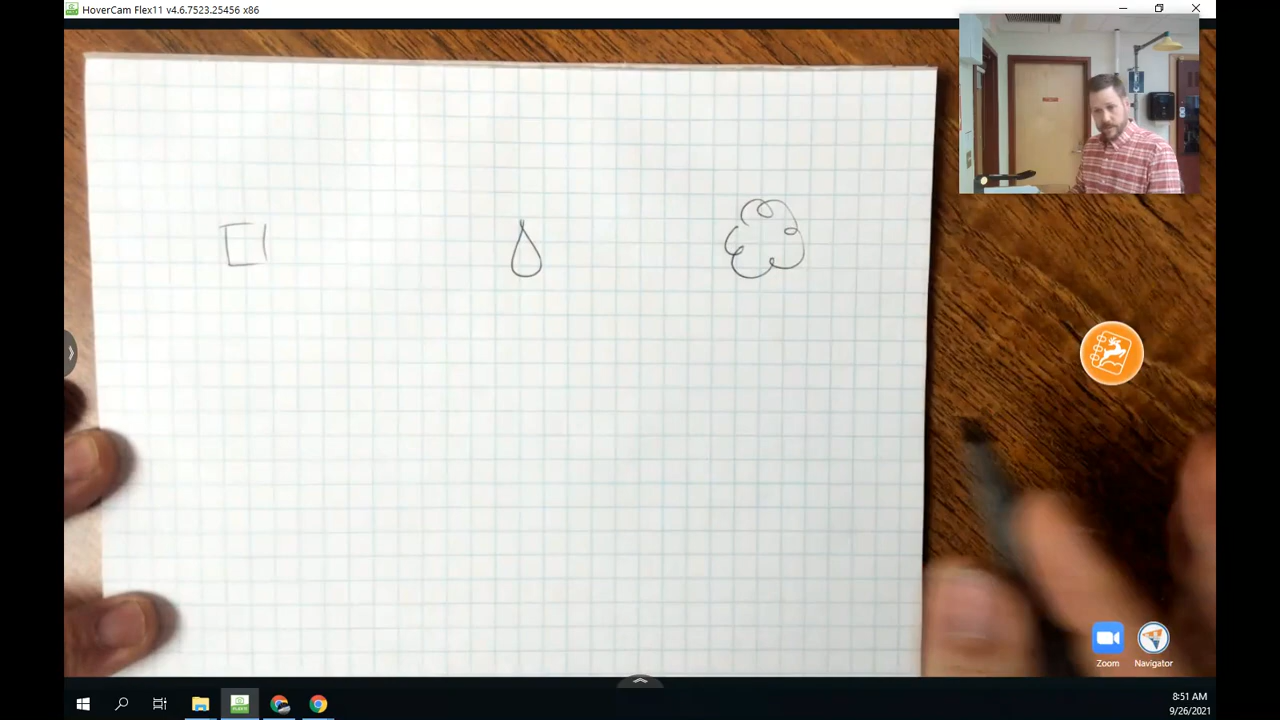 HoverCam Flex11 v4.6.7523.25456 x86
Zoom
Navigator
8:51 AM
9/26/2021